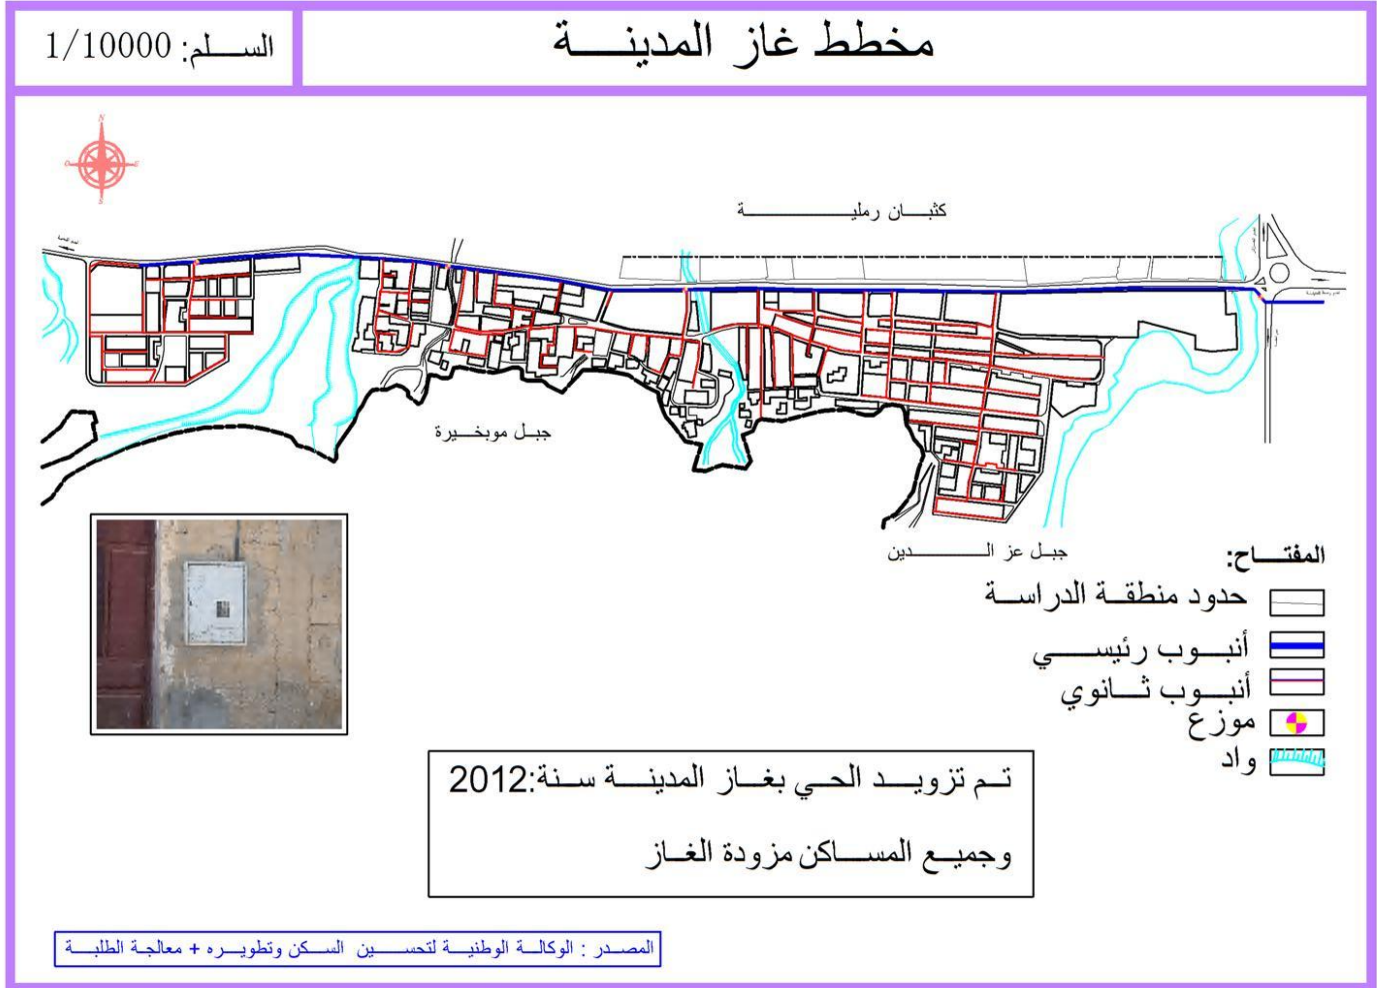 مخطط غاز المدينة
السلم: 1/10000
N
O
E
S
كثبان رملية
جبل موبخيرة
جبل عز الدين
المفتاح:
حدود منطقة الدراسة
أنبوب رئيسي
أنبوب ثانوي
موزع
واد
تم تزويد الحي بغاز المدينة سنة:2012
وجميع المساكن مزودة الغاز
المصدر : الوكالة الوطنية لتحسين السكن وتطويره + معالجة الطلبة